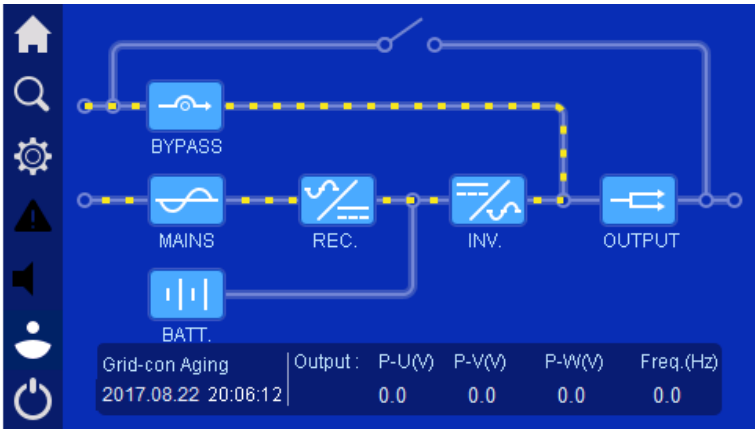 BYPASS
MAINS REC. INV. OUTPUT
BATT.
Grid-con Aging Output : P-U(V) P-V(V) P-W(V) Freq.(Hz)
2017.08.22 20:06:12 0.0 0.0 0.0 0.0